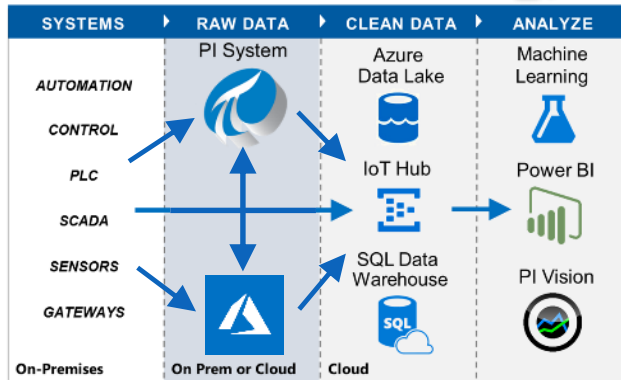 SYSTEMS
RAW DATA
CLEAN DATA
ANALYZE
AUTOMATION
CONTROL
PLC
SCADA
SENSORS
GATEWAYS
On-Premises
PI System
On Prem or Cloud
Azure
Data Lake
IoT Hub
SQL Data
Warehouse
SQL
Cloud
Machine
Learning
Power BI
PI Vision